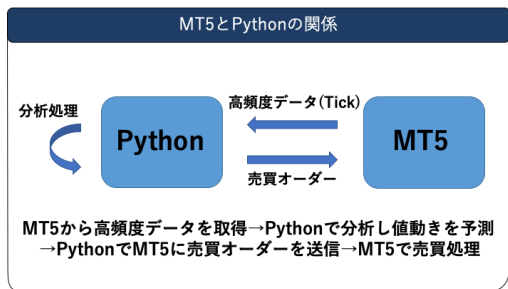 MT5とPythonの関係
分析処理
高頻度データ(Tick)
Python
MT5
売買オーダー
MT5から高頻度データを取得→Pythonで分析し値動きを予測
→PythonでMT5に売買オーダーを送信→MT5で売買処理